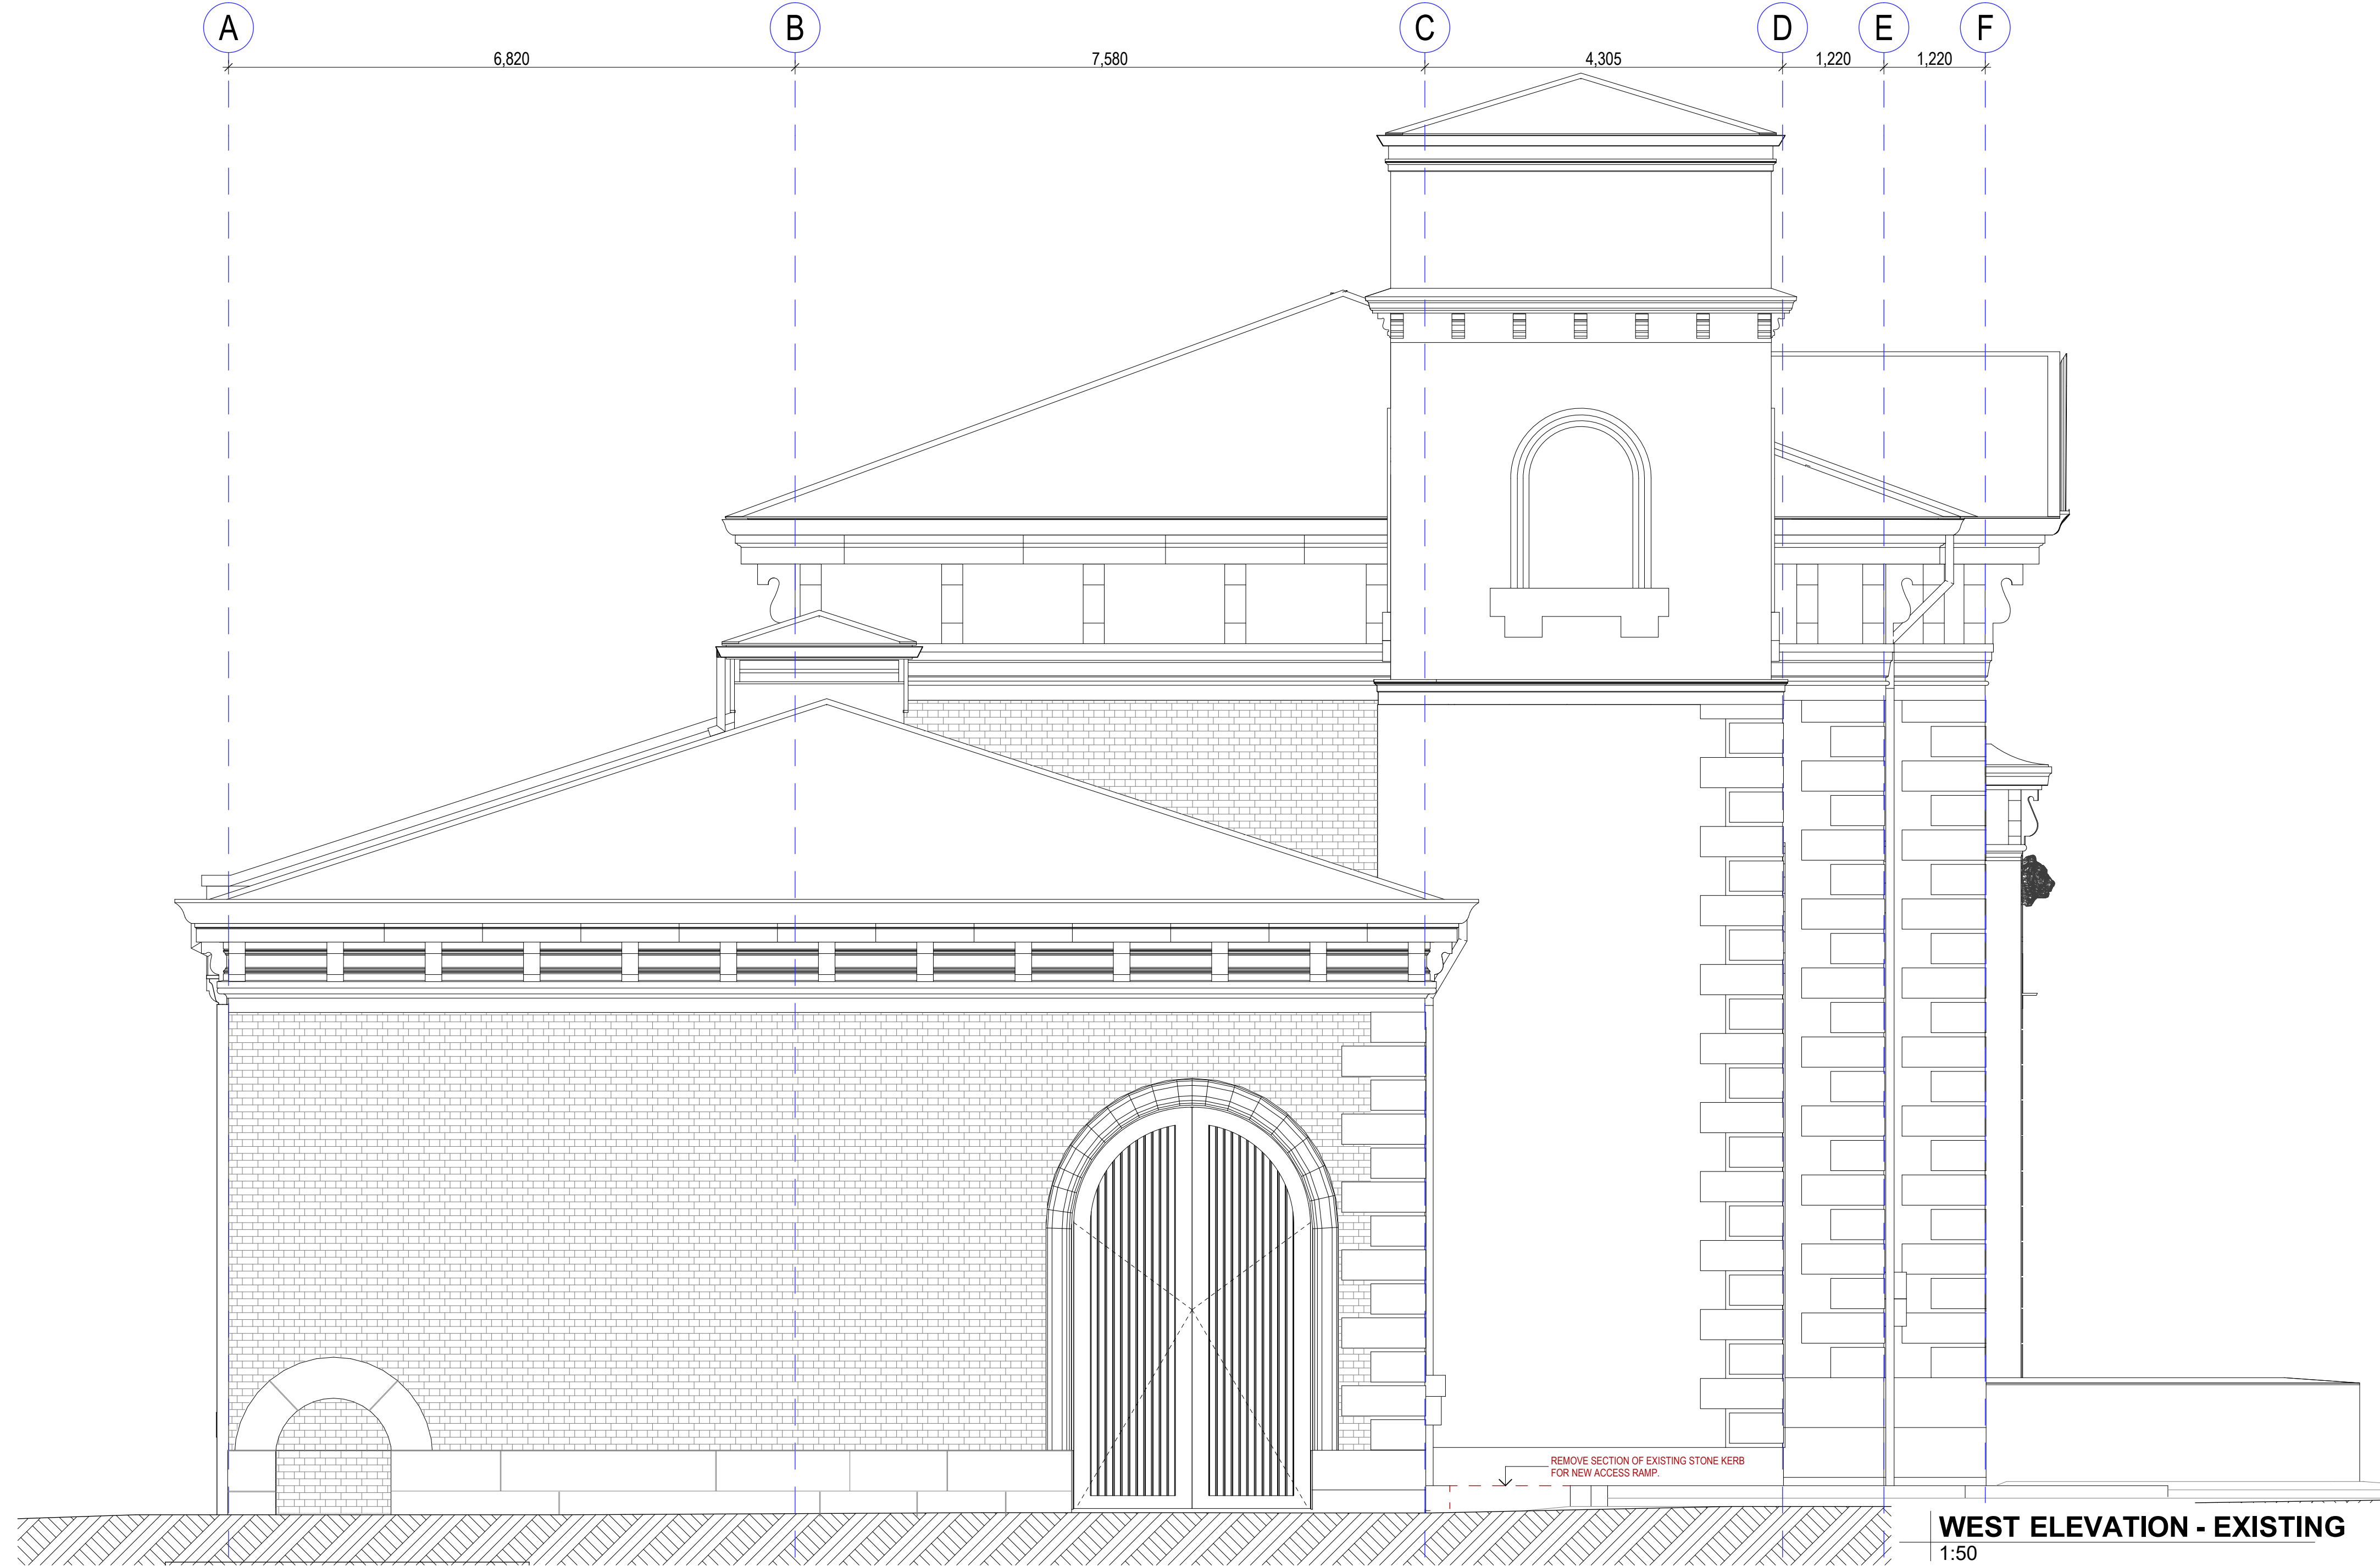 A B C D E F
6,820 7,580 4,305 1,220 1,220
REMOVE SECTION OF EXISTING STONE KERB
FOR NEW ACCESS RAMP.
WEST ELEVATION - EXISTING
1:50